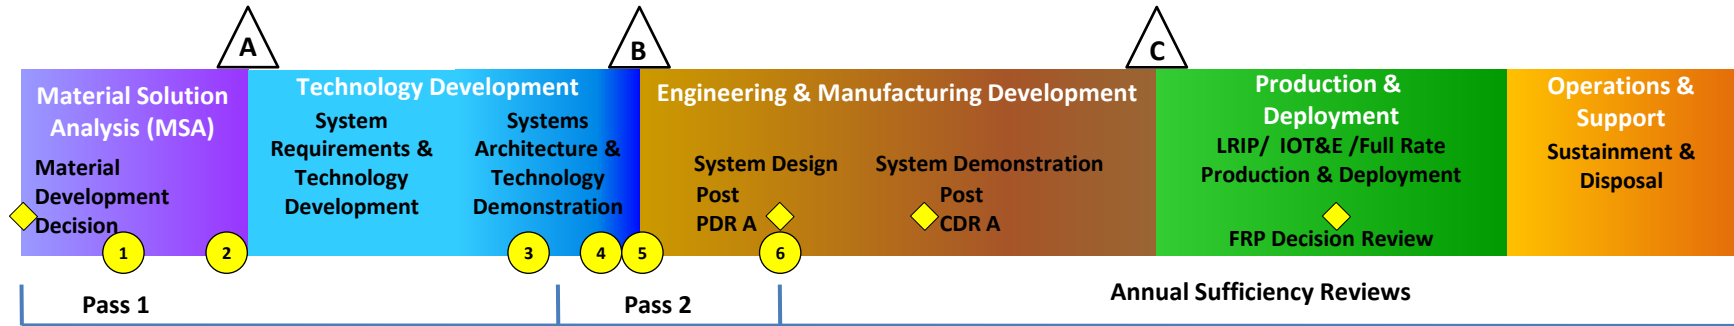 A
B
C
Material Solution
Analysis (MSA)
Material
Development
Decision
Technology Development
System
Requirements &
Technology
Development
Systems
Architecture &
Technology
Demonstration
Engineering & Manufacturing Development
System Design
Post
PDR A
System Demonstration
Post
CDR A
Production &
Deployment
LRIP/ IOT&E /Full Rate
Production & Deployment
FRP Decision Review
Operations &
Support
Sustainment &
Disposal
1
2
3
4
5
6
Pass 1
Pass 2
Annual Sufficiency Reviews